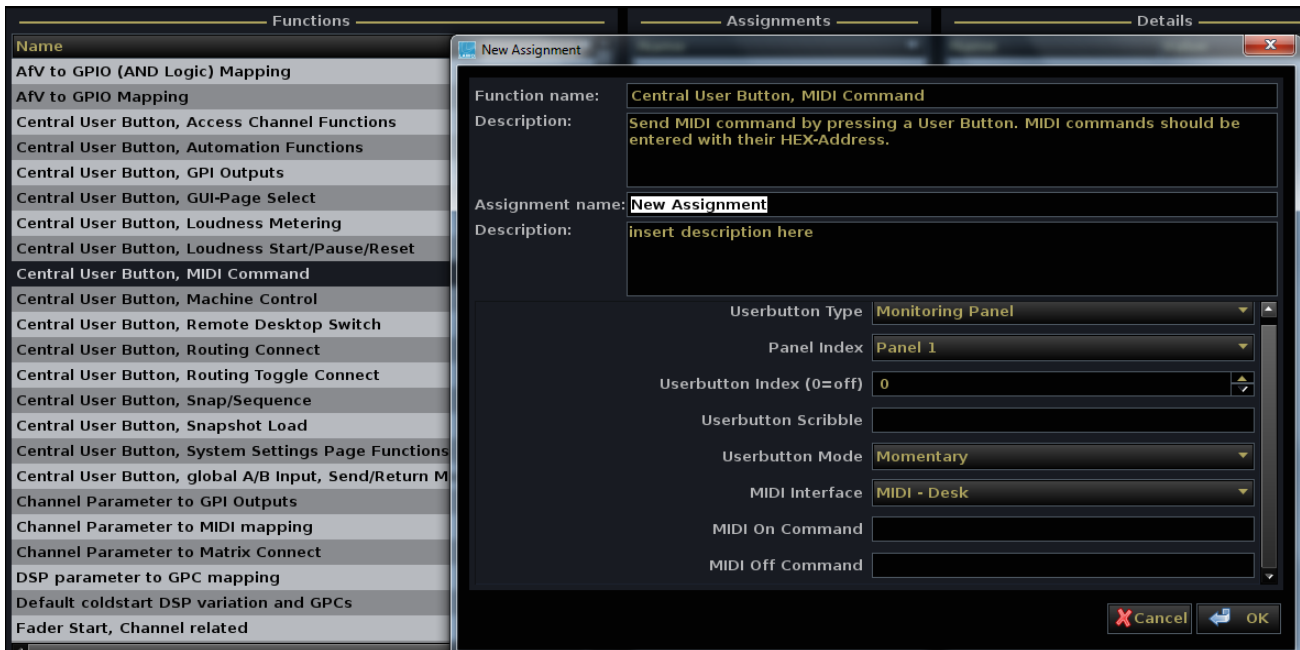 Functions
Assignments
Details
Name
AfV to GPIO (AND Logic) Mapping
AfV to GPIO Mapping
Central User Button, Access Channel Functions
Central User Button, Automation Functions
Central User Button, GPI Outputs
Central User Button, GUI-Page Select
Central User Button, Loudness Metering
Central User Button, Loudness Start/Pause/Reset
Central User Button, MIDI Command
Central User Button, Machine Control
Central User Button, Remote Desktop Switch
Central User Button, Routing Connect
Central User Button, Routing Toggle Connect
Central User Button, Snap/Sequence
Central User Button, Snapshot Load
Central User Button, System Settings Page Functions
Central User Button, global A/B Input, Send/Return M
Channel Parameter to GPI Outputs
Channel Parameter to MIDI mapping
Channel Parameter to Matrix Connect
DSP parameter to GPC mapping
Default coldstart DSP variation and GPCs
Fader Start, Channel related
New Assignment
Function name: Central User Button, MIDI Command
Description: Send MIDI command by pressing a User Button. MIDI commands should be
entered with their HEX-Address.
Assignment name: New Assignment
Description: insert description here
Userbutton Type Monitoring Panel
Panel Index Panel 1
Userbutton Index (0=off) 0
Userbutton Scribble
Userbutton Mode Momentary
MIDI Interface MIDI - Desk
MIDI On Command
MIDI Off Command
Cancel OK